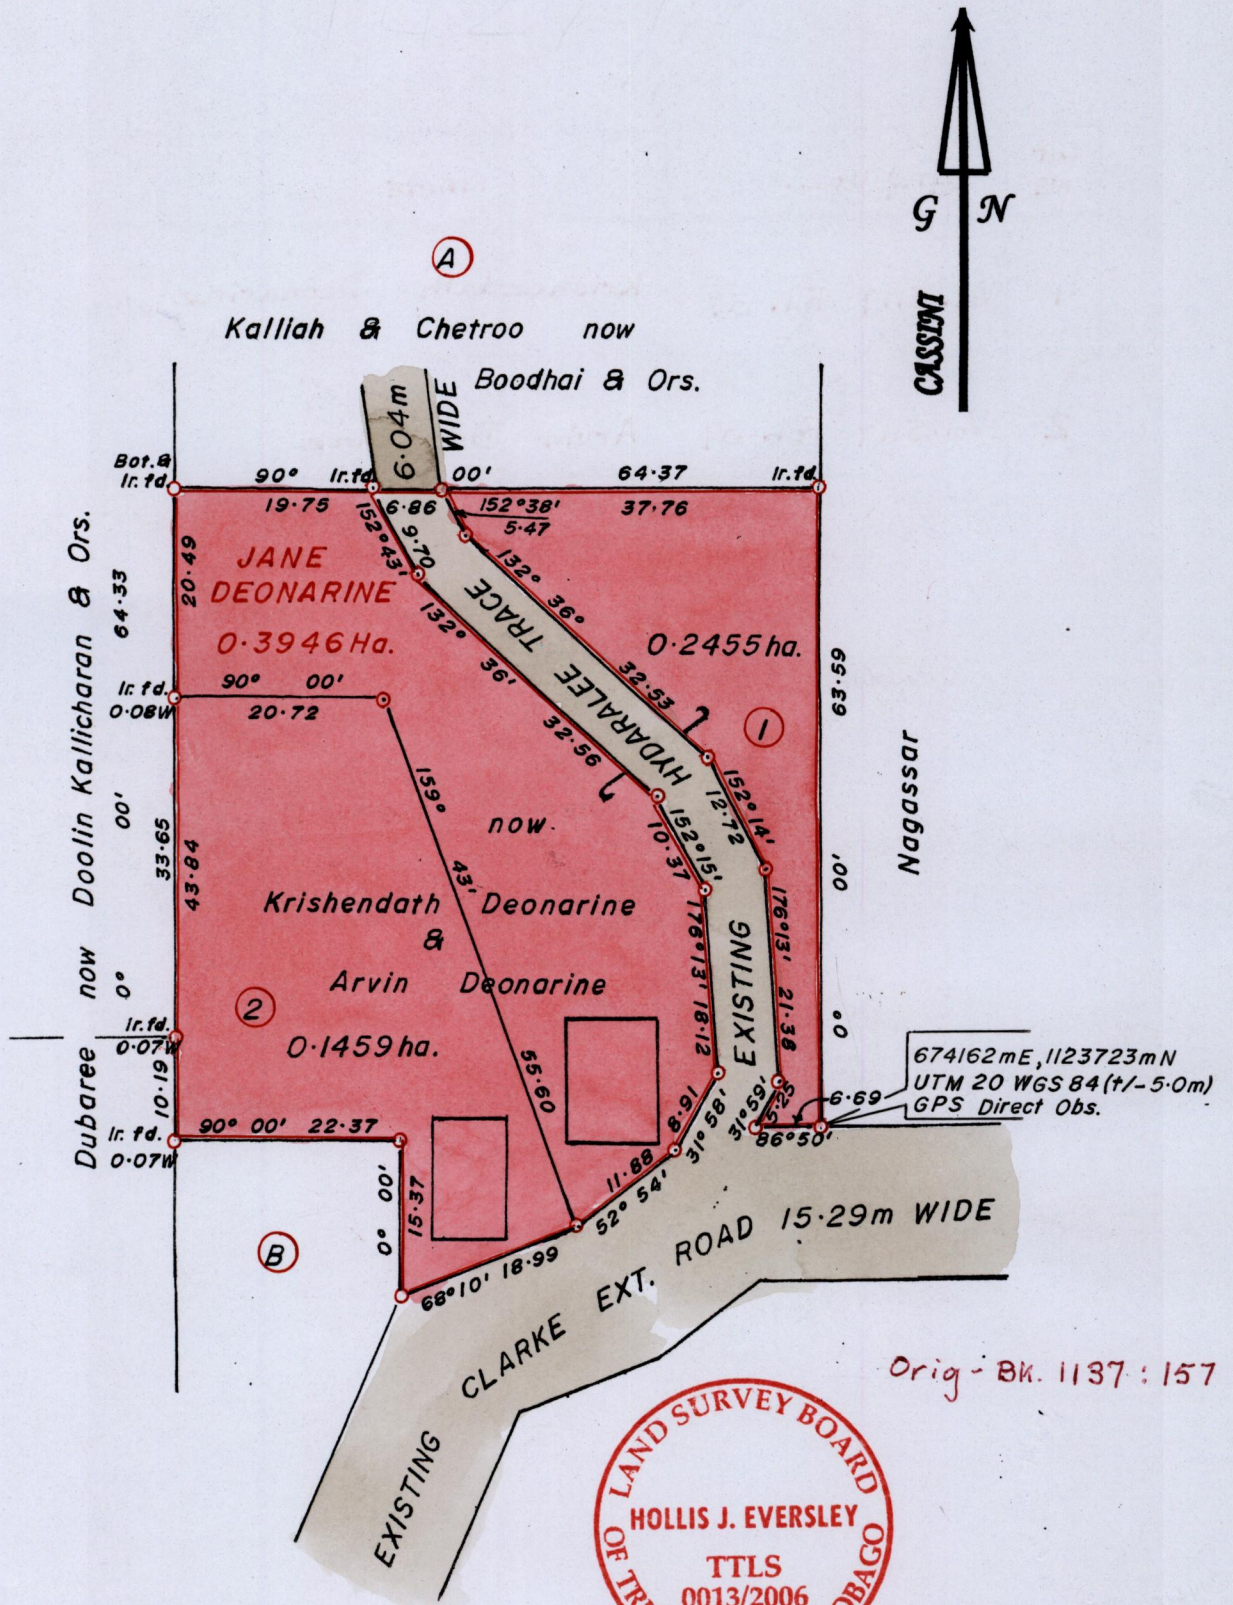 G N
CASSINI
A
Kalliah & Chetroo now
Boodhai & Ors.
6.04m
WIDE
Bot. &
Ir. fd.
90°
Ir. fd.
00'
64.37
Ir. fd.
19.75
6.86
152°38'
5.47
37.76
152°43'
9.70
20.49
JANE
DEONARINE
0.3946 Ha.
132°
36'
32.56
132°
36°
32.53
EXISTING HYDARALEE TRACE
0.2455 ha.
1
Dubaree now Doolin Kallicharan & Ors.
0°
00'
64.33
Ir. fd.
0.08W
90° 00'
20.72
33.65
43.84
159°
43'
55.60
now.
Krishendath Deonarine
&
Arvin Deonarine
2
0.1459 ha.
10.37
152°15'
12.72
152°14'
176°13' 18.12
176°13' 21.38
0°
00'
63.59
Nagassar
Ir. fd.
0.07W
10.19
Ir. fd.
0.07W
90° 00' 22.37
0° 00'
15.37
B
68°10' 18.99
11.88
52° 54'
8.91
31° 58'
31°59'
5.25
6.69
86°50'
674162mE, 1123723mN
UTM 20 WGS 84 (+/-5.0m)
GPS Direct Obs.
EXISTING CLARKE EXT. ROAD 15.29m WIDE
Orig - Bk. 1137 : 157
LAND SURVEY BOARD
HOLLIS J. EVERSLEY
TTLS
0013/2006
OF